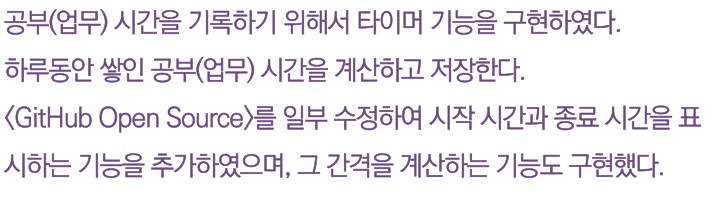 공부(업무) 시간을 기록하기 위해서 타이머 기능을 구현하였다.
하루동안 쌓인 공부(업무) 시간을 계산하고 저장한다.
<GitHub Open Source>를 일부 수정하여 시작 시간과 종료 시간을 표
시하는 기능을 추가하였으며, 그 간격을 계산하는 기능도 구현했다.